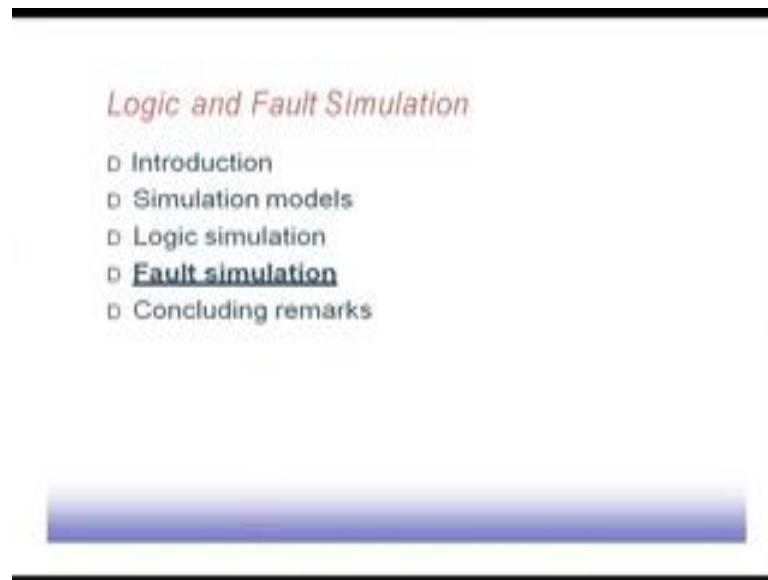 Logic and Fault Simulation
Introduction
Simulation models
Logic simulation
Fault simulation
Concluding remarks